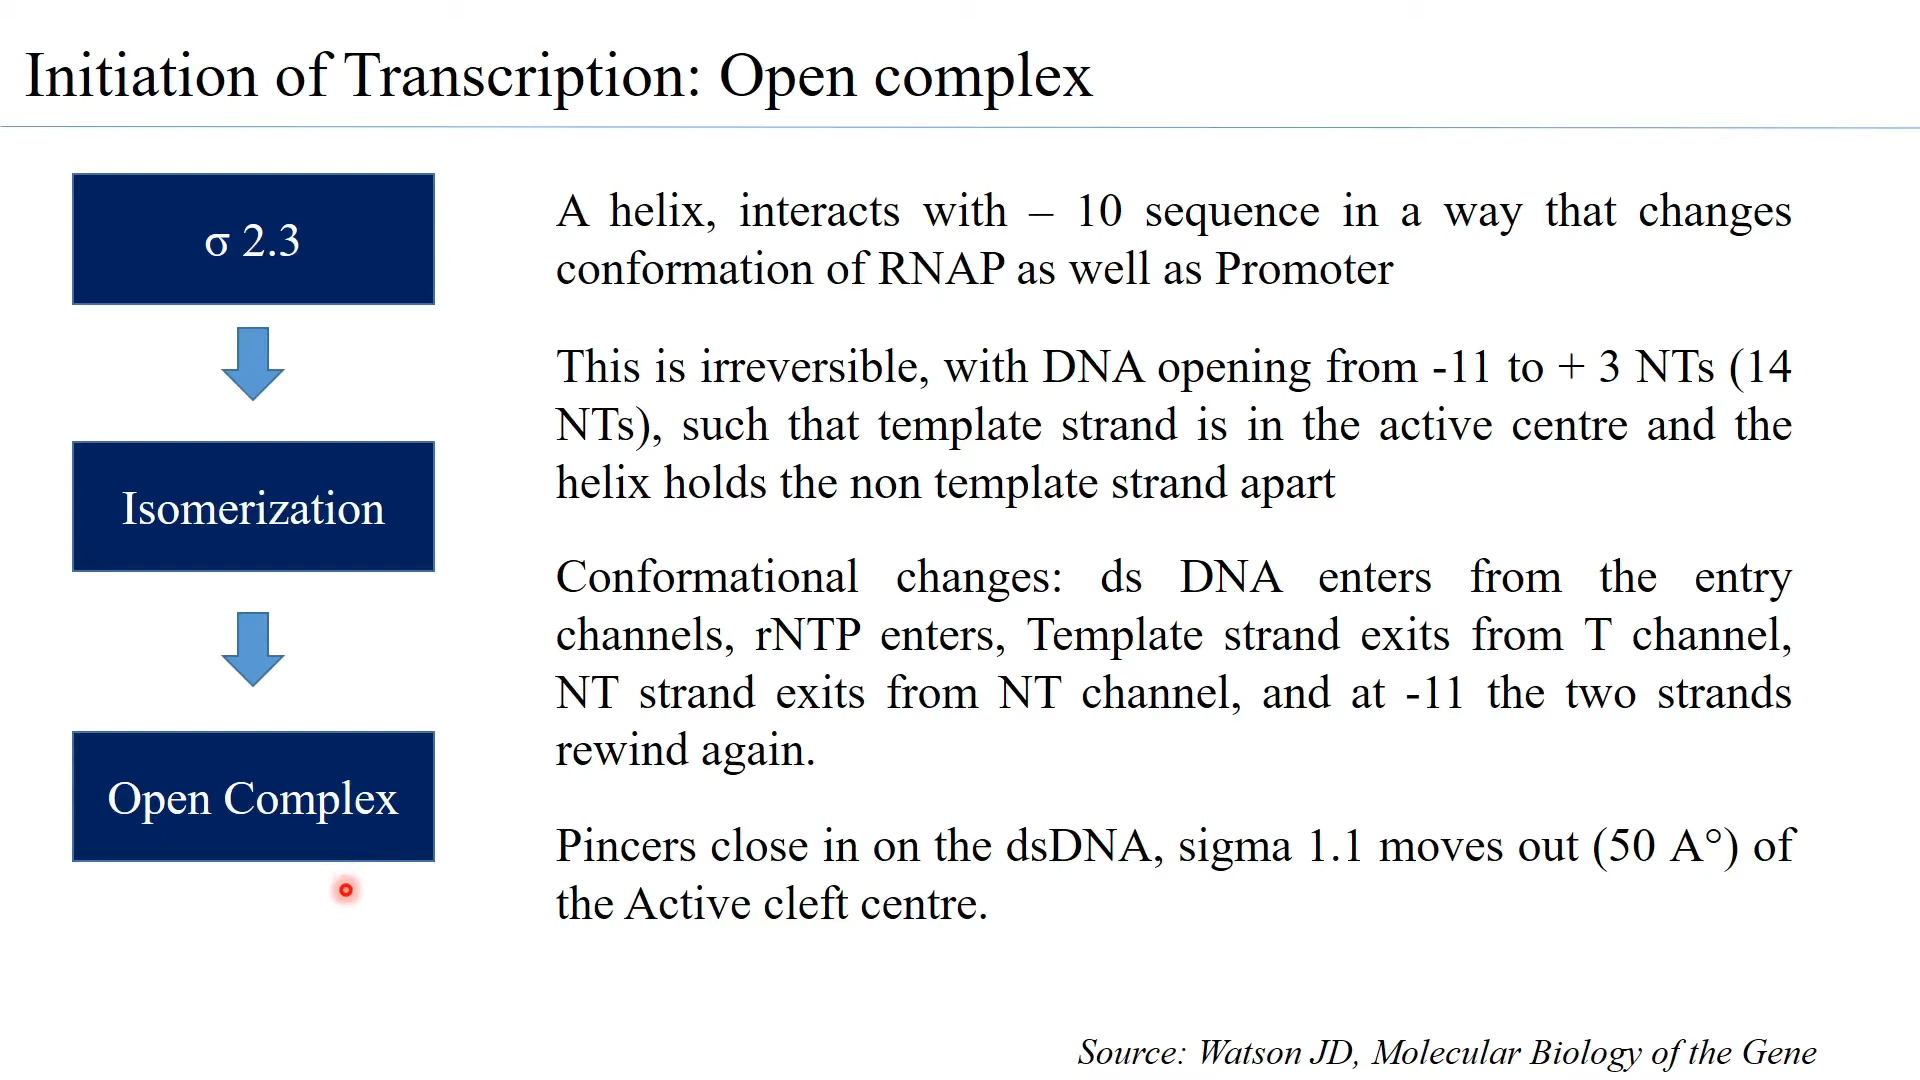 Initiation of Transcription: Open complex
σ 2.3
A helix, interacts with – 10 sequence in a way that changes
conformation of RNAP as well as Promoter
This is irreversible, with DNA opening from -11 to + 3 NTs (14
NTs), such that template strand is in the active centre and the
helix holds the non template strand apart
Isomerization
Conformational changes: ds DNA enters from the entry
channels, rNTP enters, Template strand exits from T channel,
NT strand exits from NT channel, and at -11 the two strands
rewind again.
Open Complex
Pincers close in on the dsDNA, sigma 1.1 moves out (50 A°) of
the Active cleft centre.
Source: Watson JD, Molecular Biology of the Gene